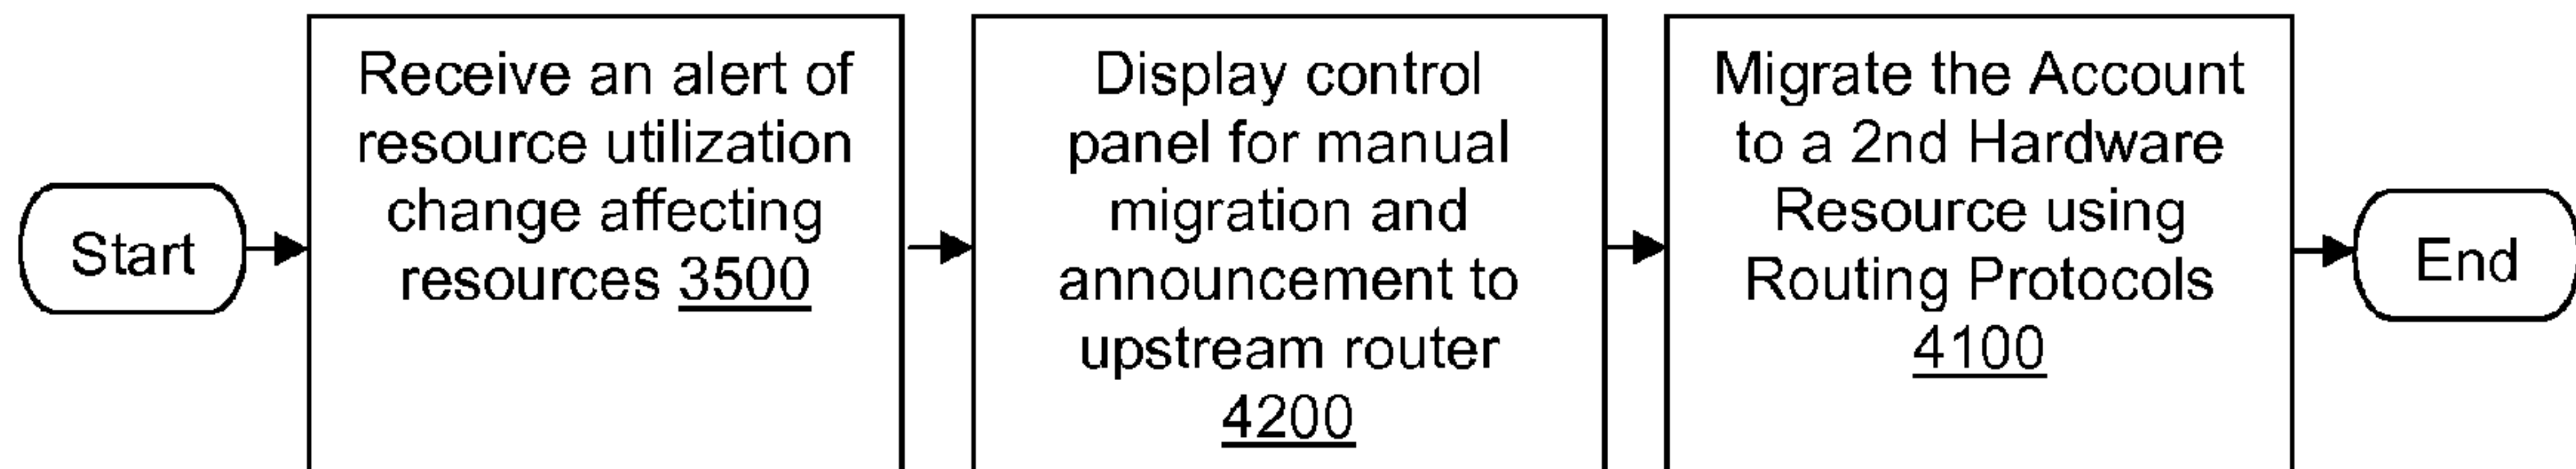 Start
Receive an alert of
resource utilization
change affecting
resources 3500
Display control
panel for manual
migration and
announcement to
upstream router
4200
Migrate the Account
to a 2nd Hardware
Resource using
Routing Protocols
4100
End